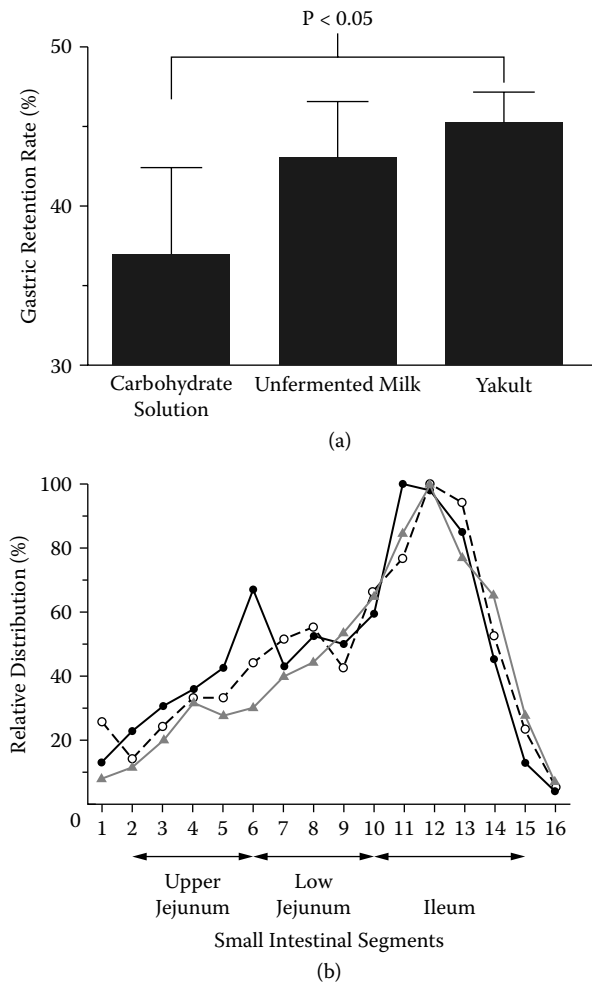 P < 0.05
Gastric Retention Rate (%)
50
40
30
Carbohydrate
Solution
Unfermented Milk
Yakult
(a)
Relative Distribution (%)
100
80
60
40
20
0
1 2 3 4 5 6 7 8 9 10 11 12 13 14 15 16
Upper
Jejunum
Low
Jejunum
Ileum
Small Intestinal Segments
(b)